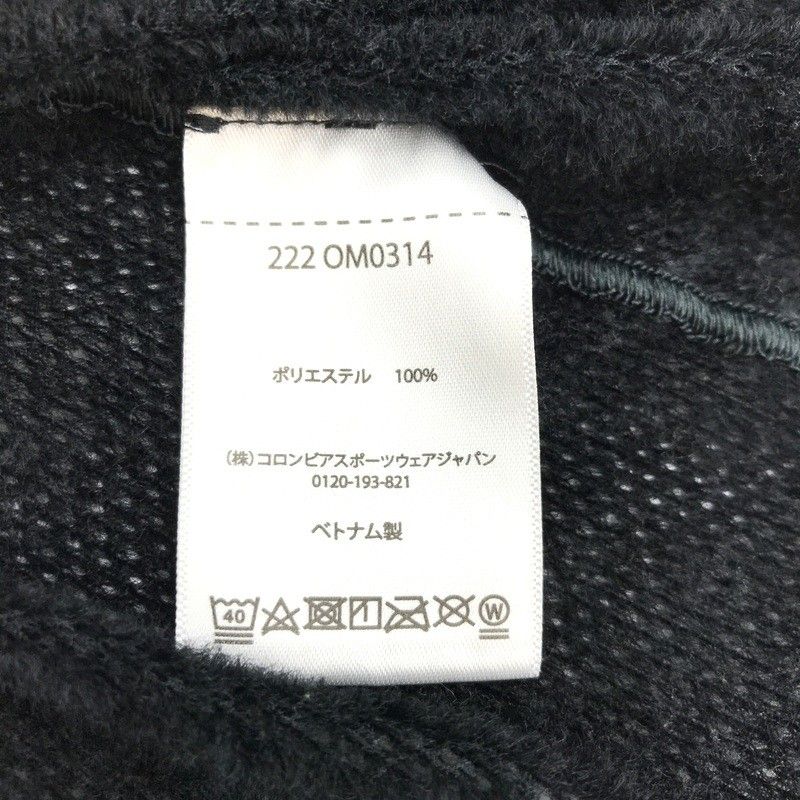 222 OM0314
ポリエステル 100%
(株)コロンビアスポーツウェアジャパン
0120-193-821
ベトナム製
40 W